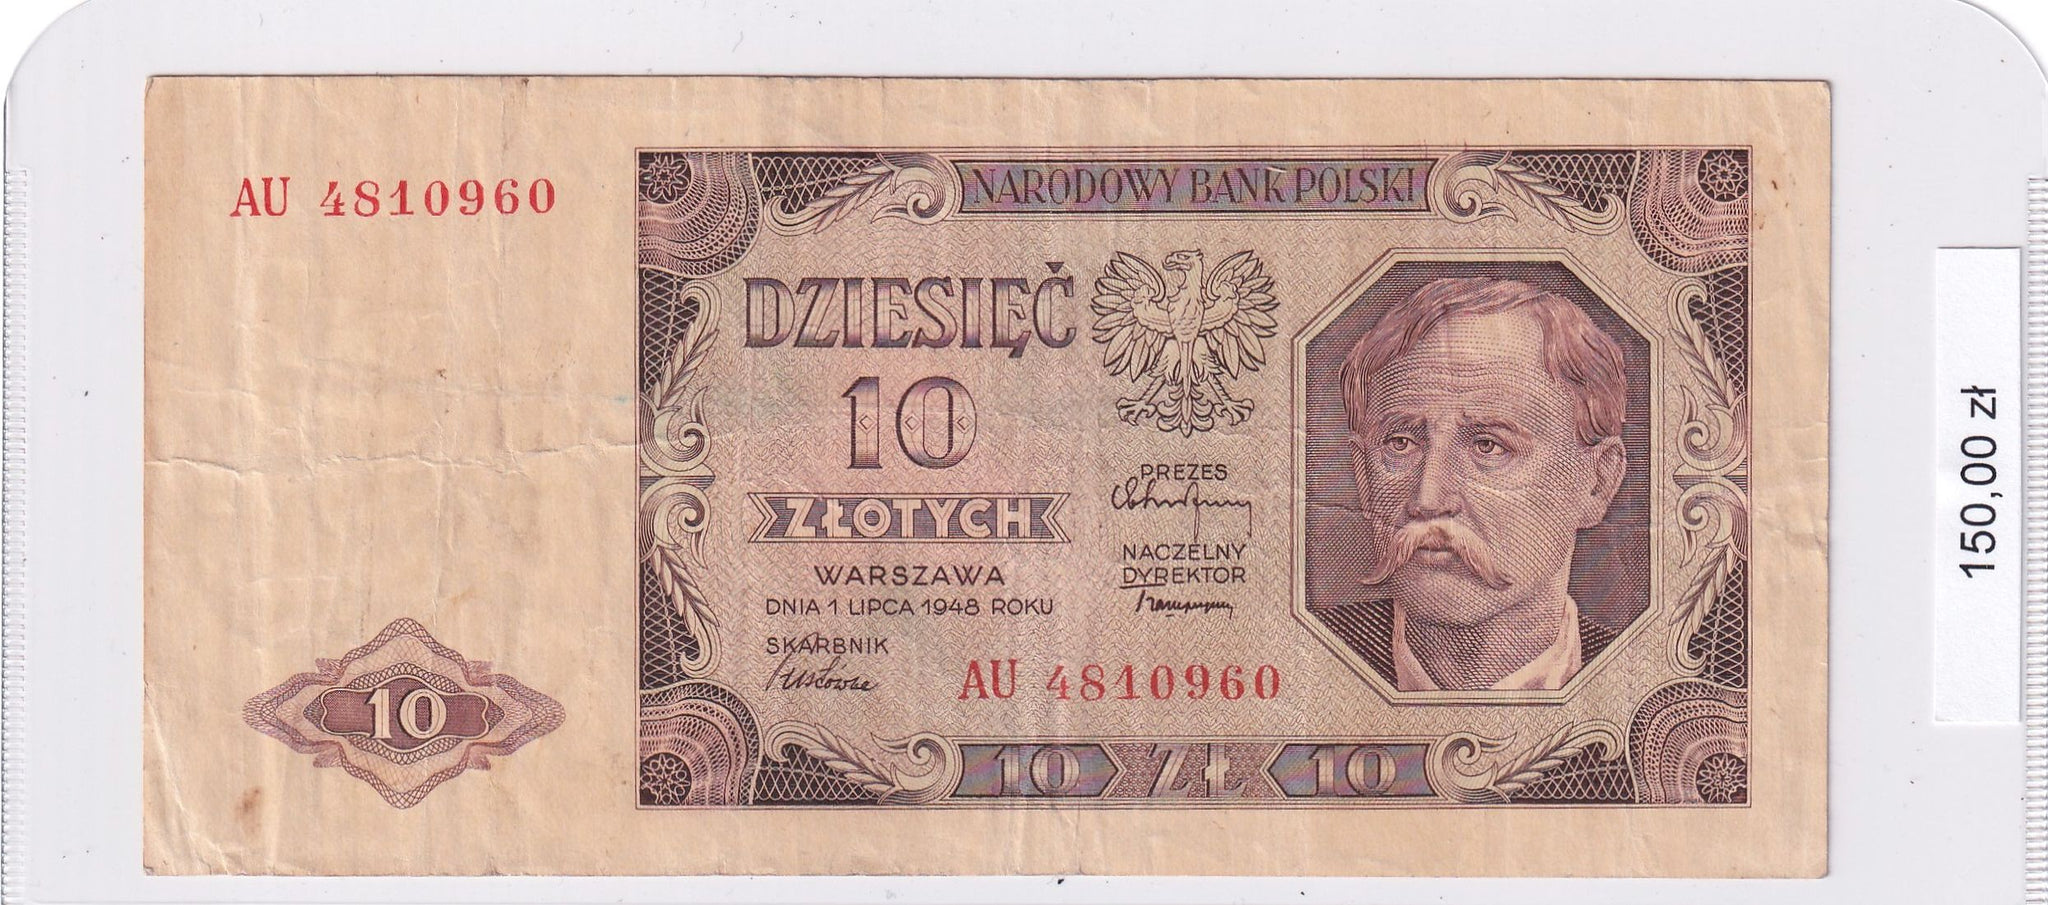 AU 4810960
NARODOWY BANK POLSKI
DZIESIĘĆ
10
ZŁOTYCH
WARSZAWA
DNIA 1 LIPCA 1948 ROKU
SKARBNIK
PREZES
NACZELNY
DYREKTOR
AU 4810960
10
10 ZŁ 10
150,00 zł